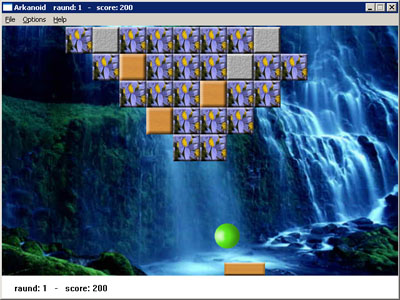 Arkanoid raund: 1 - score: 200
File Options Help
raund: 1 - score: 200